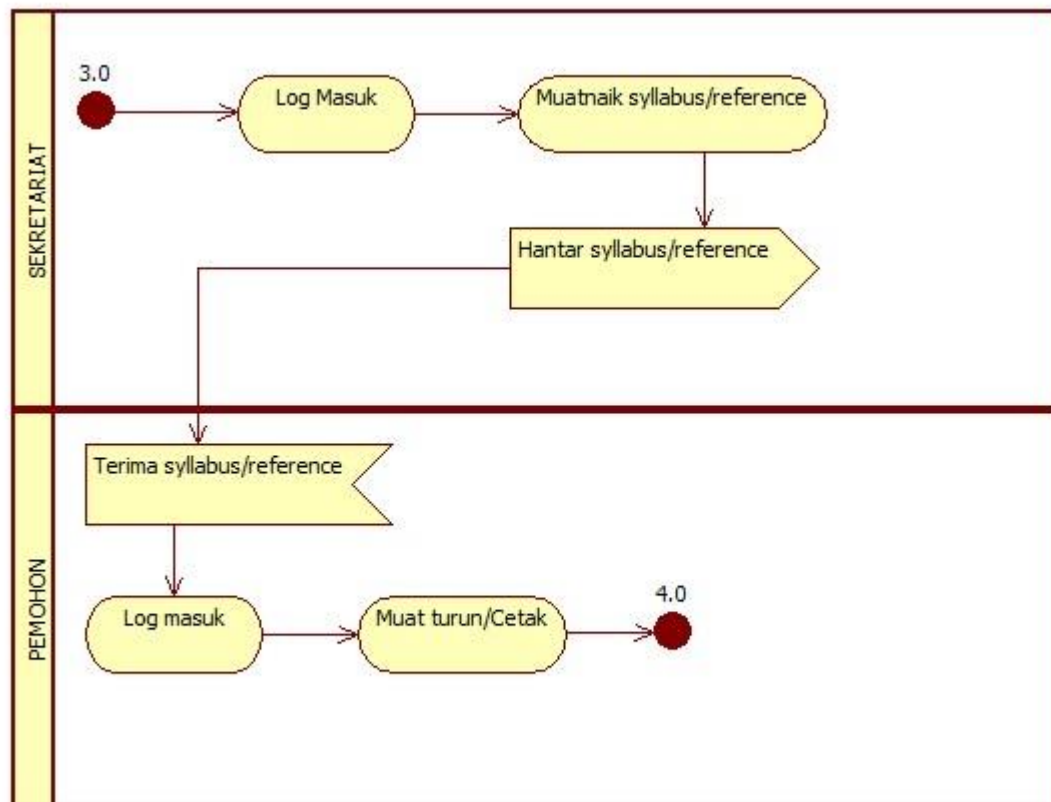 SEKRETARIAT
3.0
Log Masuk
Muatnaik syllabus/reference
Hantar syllabus/reference
PEMOHON
Terima syllabus/reference
Log masuk
Muat turun/Cetak
4.0